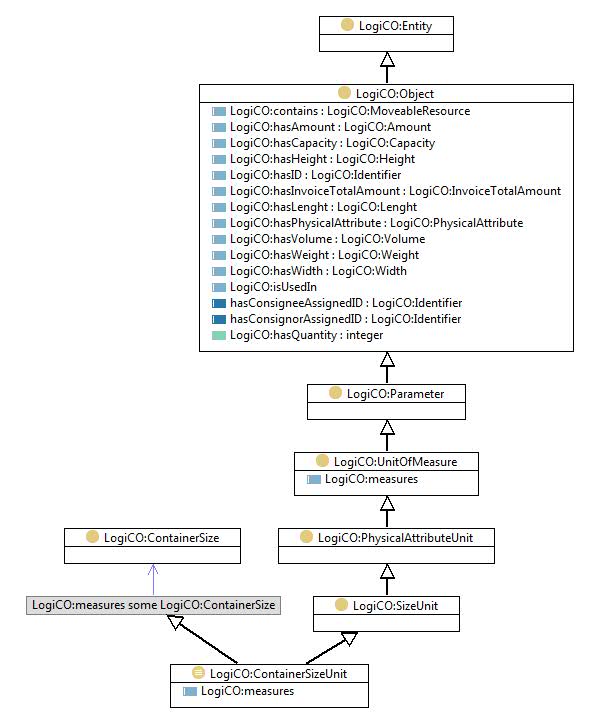 LogiCO:Entity
LogiCO:Object
LogiCO:contains : LogiCO:MoveableResource
LogiCO:hasAmount : LogiCO:Amount
LogiCO:hasCapacity : LogiCO:Capacity
LogiCO:hasHeight : LogiCO:Height
LogiCO:hasID : LogiCO:Identifier
LogiCO:hasInvoiceTotalAmount : LogiCO:InvoiceTotalAmount
LogiCO:hasLenght : LogiCO:Lenght
LogiCO:hasPhysicalAttribute : LogiCO:PhysicalAttribute
LogiCO:hasVolume : LogiCO:Volume
LogiCO:hasWeight : LogiCO:Weight
LogiCO:hasWidth : LogiCO:Width
LogiCO:isUsedIn
hasConsigneeAssignedID : LogiCO:Identifier
hasConsignorAssignedID : LogiCO:Identifier
LogiCO:hasQuantity : integer
LogiCO:Parameter
LogiCO:UnitOfMeasure
LogiCO:measures
LogiCO:ContainerSize
LogiCO:PhysicalAttributeUnit
LogiCO:measures some LogiCO:ContainerSize
LogiCO:SizeUnit
LogiCO:ContainerSizeUnit
LogiCO:measures